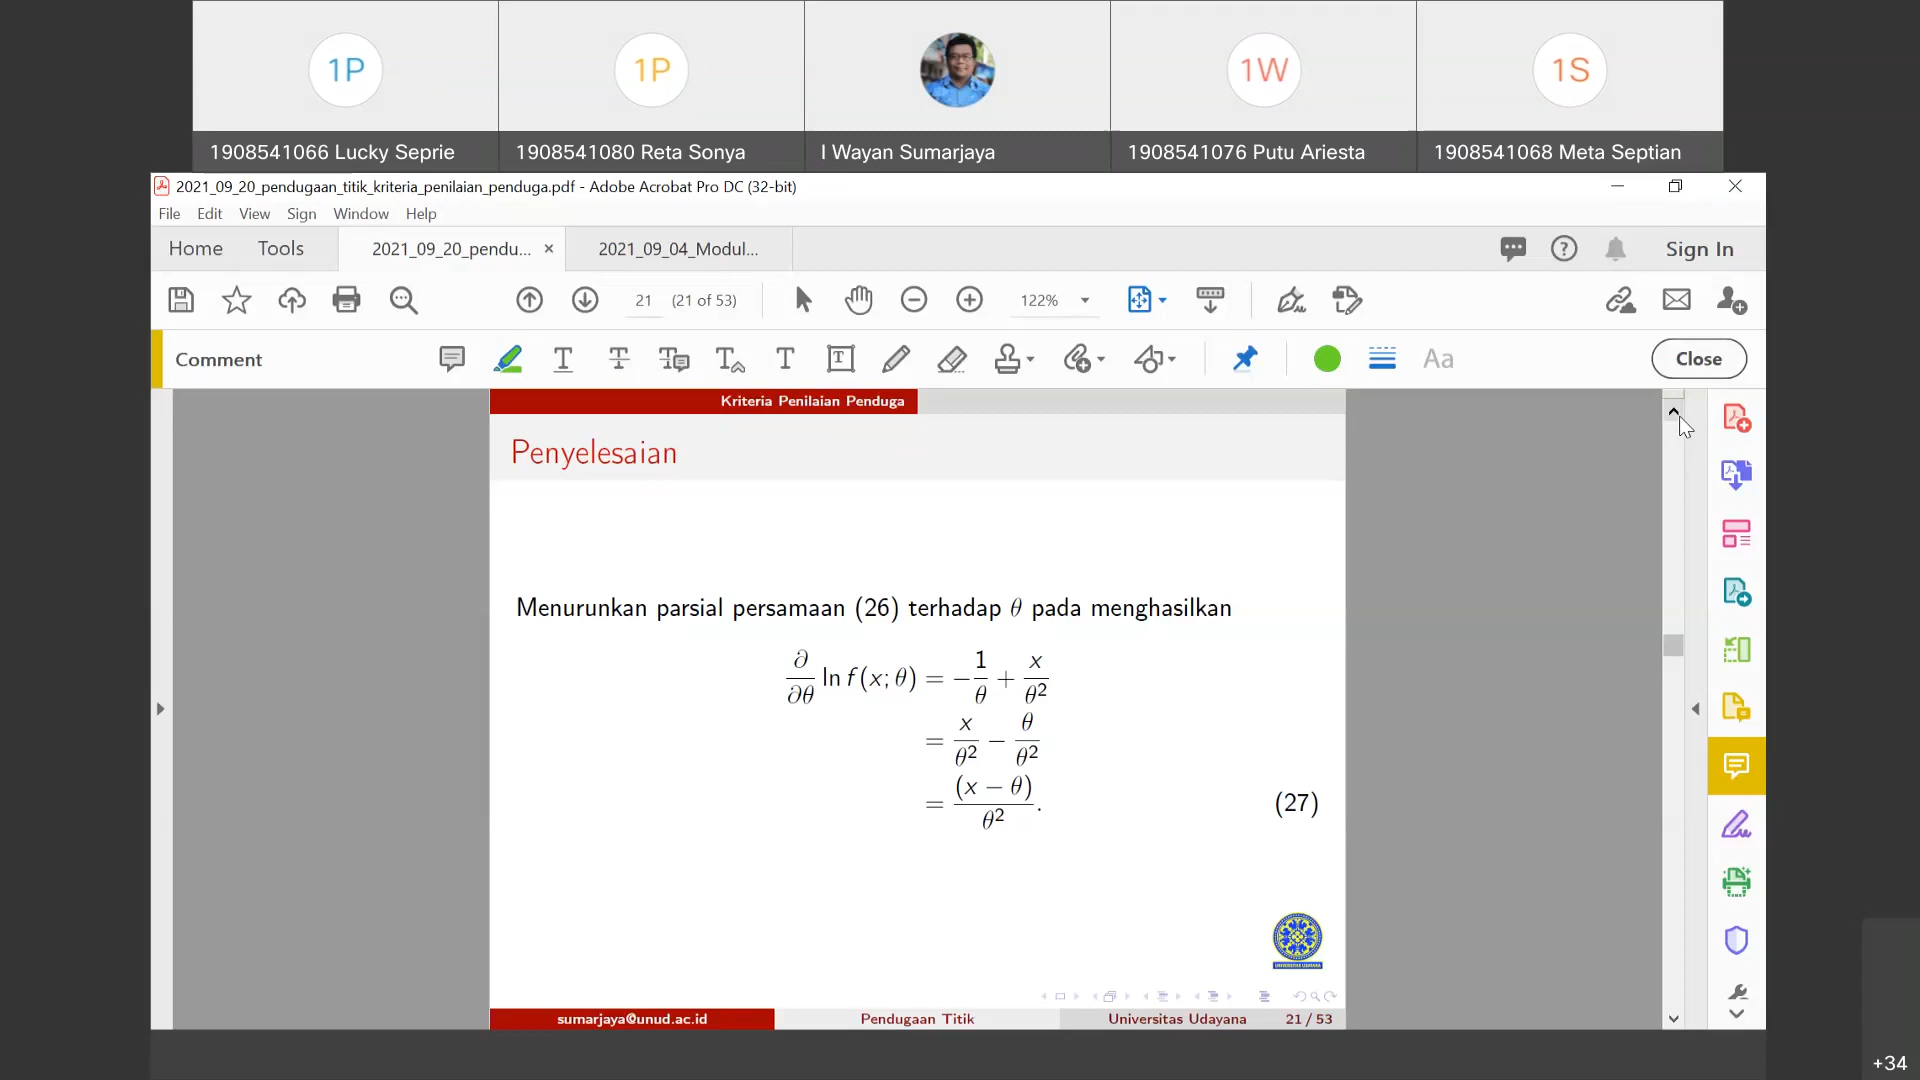 1P
1P
1W
1S
1908541066 Lucky Seprie
1908541080 Reta Sonya
I Wayan Sumarjaya
1908541076 Putu Ariesta
1908541068 Meta Septian
2021_09_20_pendugaan_titik_kriteria_penilaian_penduga.pdf - Adobe Acrobat Pro DC (32-bit)
File Edit View Sign Window Help
Home Tools 2021_09_20_pendu... × 2021_09_04_Modul... Sign In
21 (21 of 53) 122%
Comment Aa Close
Kriteria Penilaian Penduga
Penyelesaian
Menurunkan parsial persamaan (26) terhadap θ pada menghasilkan
∂/∂θ ln f(x; θ) = −1/θ + x/θ²
= x/θ² − θ/θ²
= (x − θ)/θ². (27)
UNIVERSITAS UDAYANA
sumarjaya@unud.ac.id Pendugaan Titik Universitas Udayana 21 / 53
+34